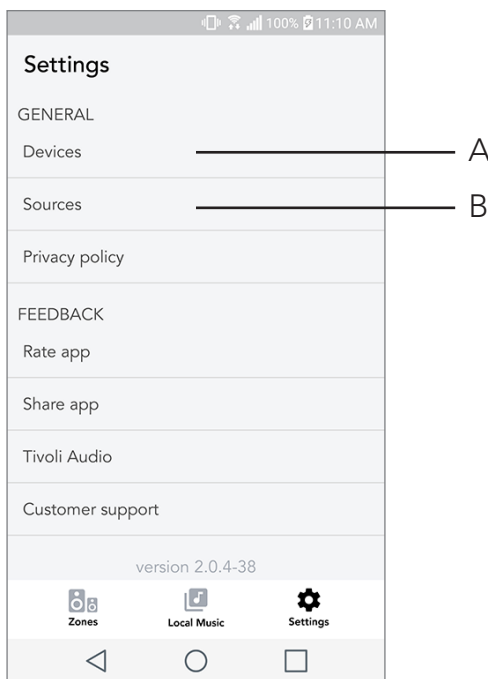 100% 11:10 AM
Settings
GENERAL
Devices
A
Sources
B
Privacy policy
FEEDBACK
Rate app
Share app
Tivoli Audio
Customer support
version 2.0.4-38
Zones Local Music Settings